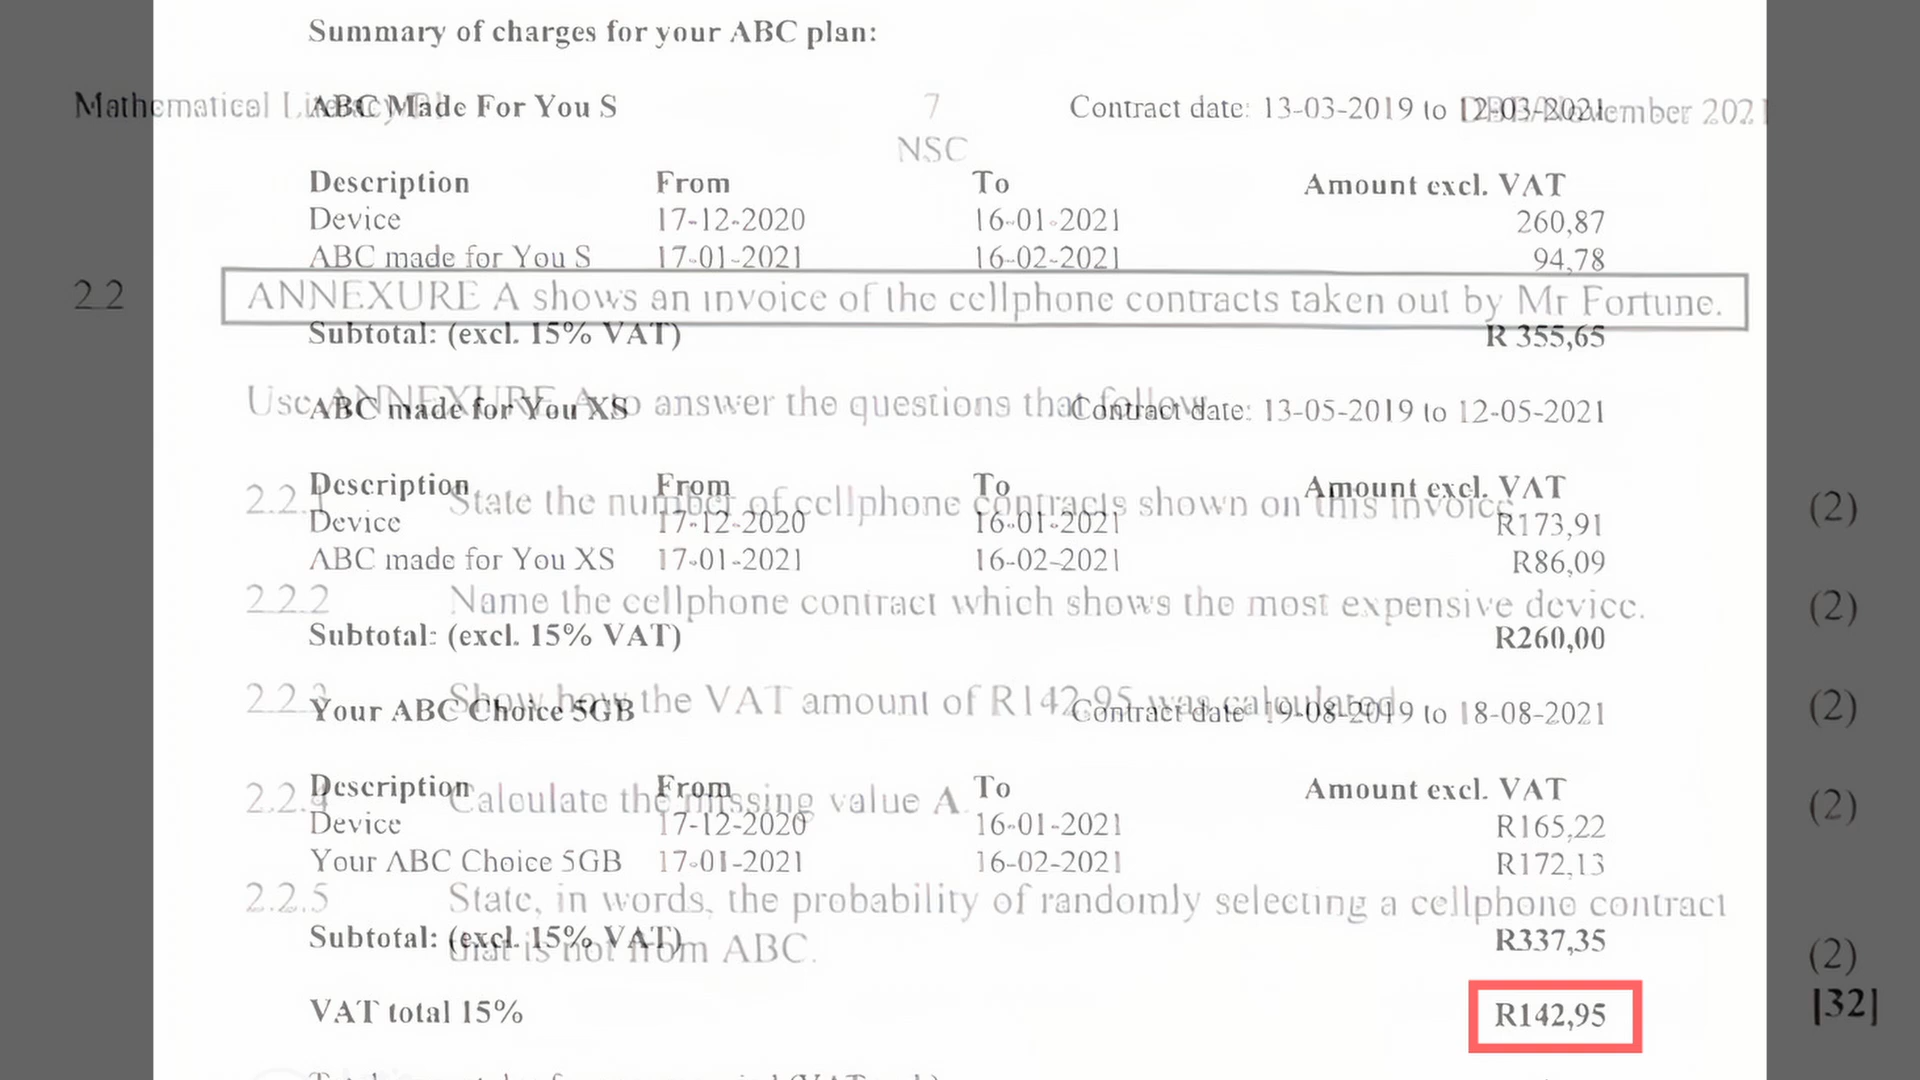 Summary of charges for your ABC plan:
Mathematical Literacy 7 November 2021
ABC Made For You S Contract date: 13-03-2019 to 12-03-2021
NSC
Description From To Amount excl. VAT
Device 17-12-2020 16-01-2021 260,87
ABC made for You S 17-01-2021 16-02-2021 94,78
2.2 ANNEXURE A shows an invoice of the cellphone contracts taken out by Mr Fortune.
Subtotal: (excl. 15% VAT) R 355,65
Use ANNEXURE A to answer the questions that follow
ABC made for You XS Contract date: 13-05-2019 to 12-05-2021
Description From To Amount excl. VAT
2.2.1 State the number of cellphone contracts shown on this invoice. (2)
Device 17-12-2020 16-01-2021 R173,91
ABC made for You XS 17-01-2021 16-02-2021 R86,09
2.2.2 Name the cellphone contract which shows the most expensive device. (2)
Subtotal: (excl. 15% VAT) R260,00
2.2.3 Show how the VAT amount of R142,95 was calculated (2)
Your ABC Choice 5GB Contract date 19-08-2019 to 18-08-2021
Description From To Amount excl. VAT
2.2.4 Calculate the missing value A (2)
Device 17-12-2020 16-01-2021 R165,22
Your ABC Choice 5GB 17-01-2021 16-02-2021 R172,13
2.2.5 State, in words, the probability of randomly selecting a cellphone contract
Subtotal: (excl. 15% VAT) R337,35
that is not from ABC. (2)
[32]
VAT total 15% R142,95